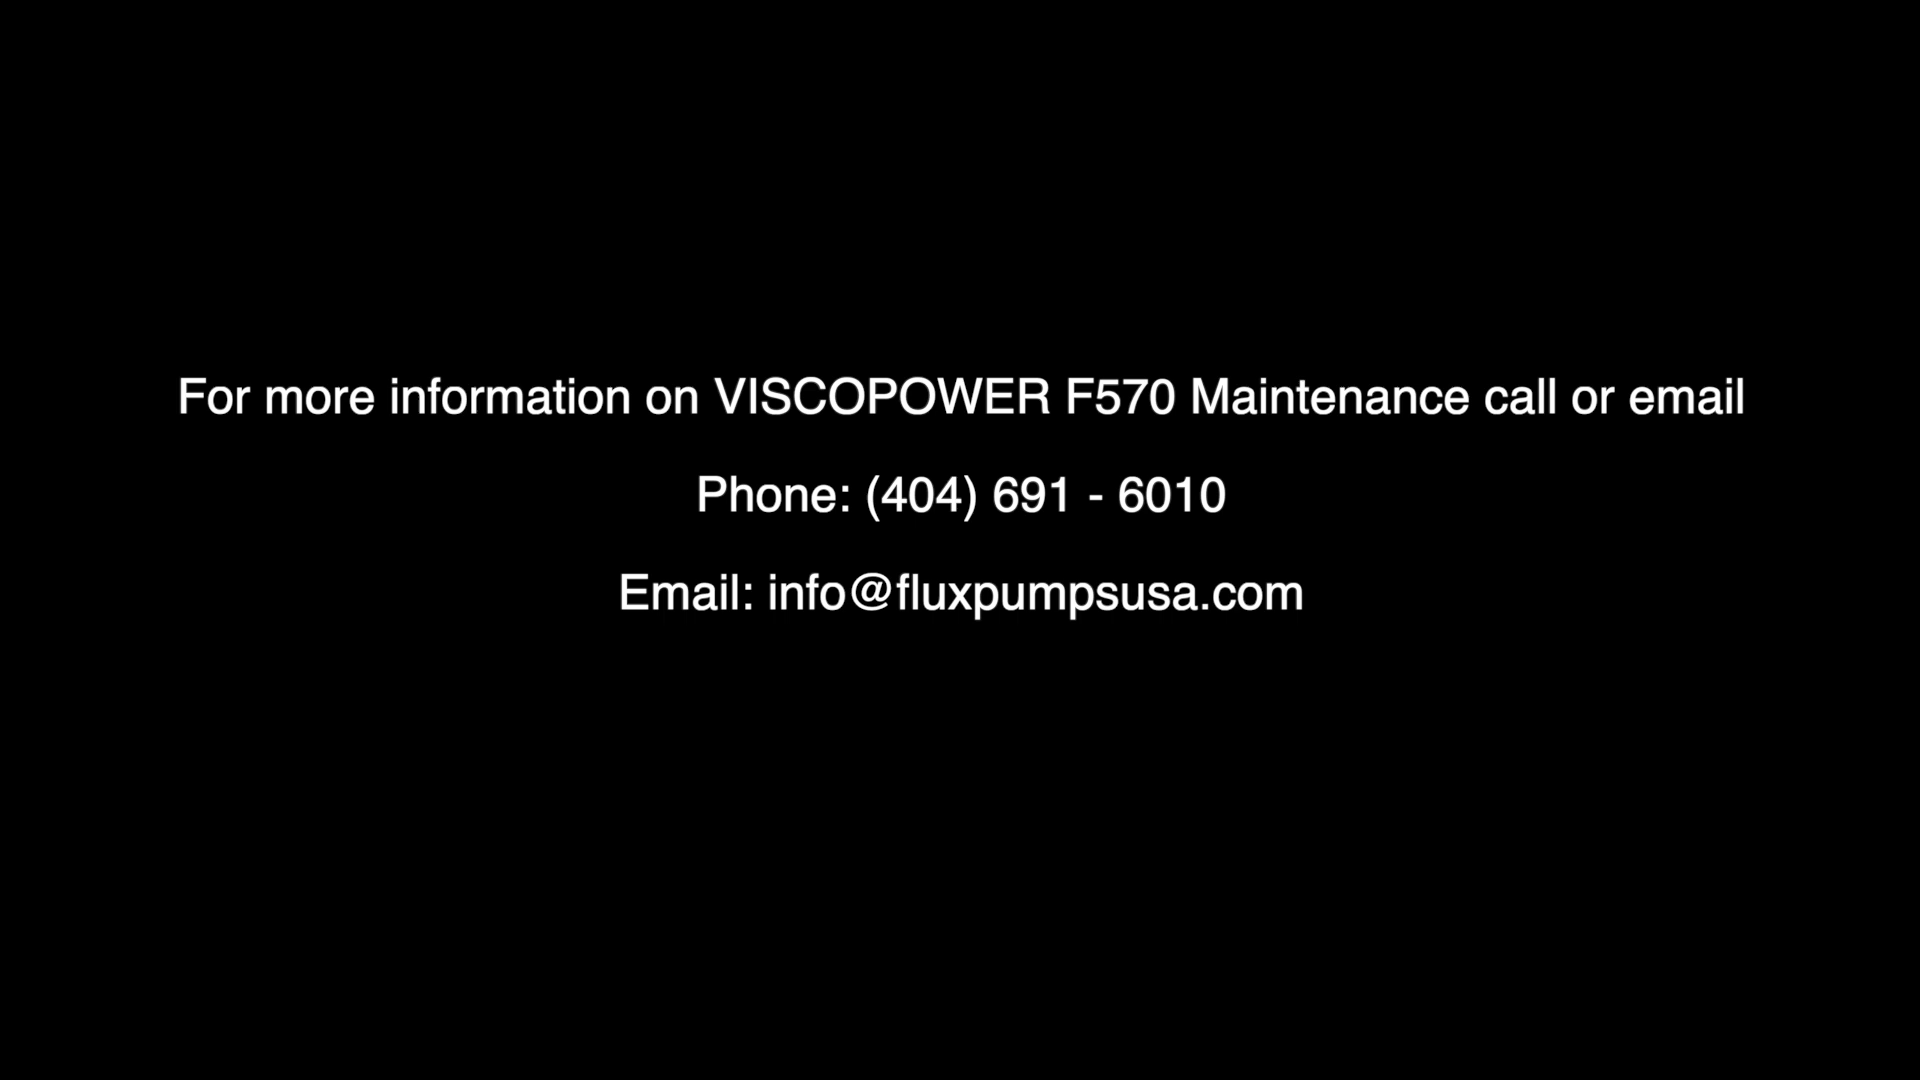 For more information on VISCOPOWER F570 Maintenance call or email
Phone: (404) 691 - 6010
Email: info@fluxpumpsusa.com